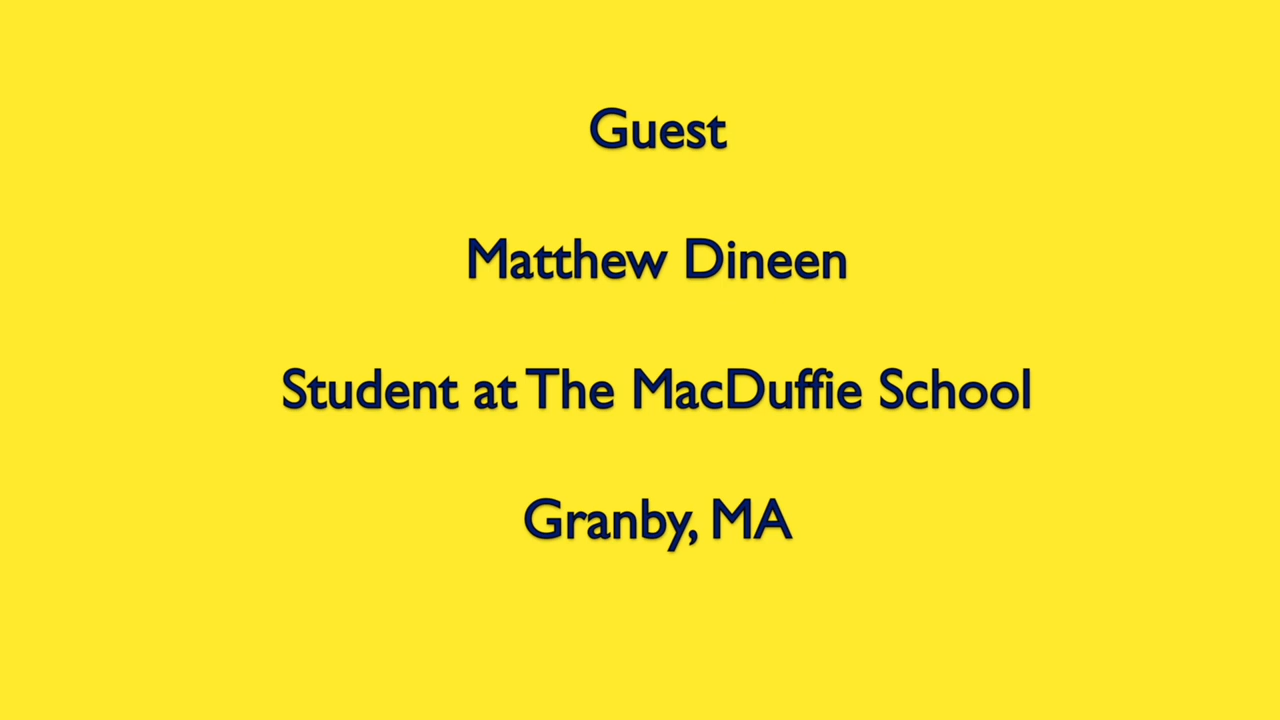 Guest
Matthew Dineen
Student at The MacDuffie School
Granby, MA